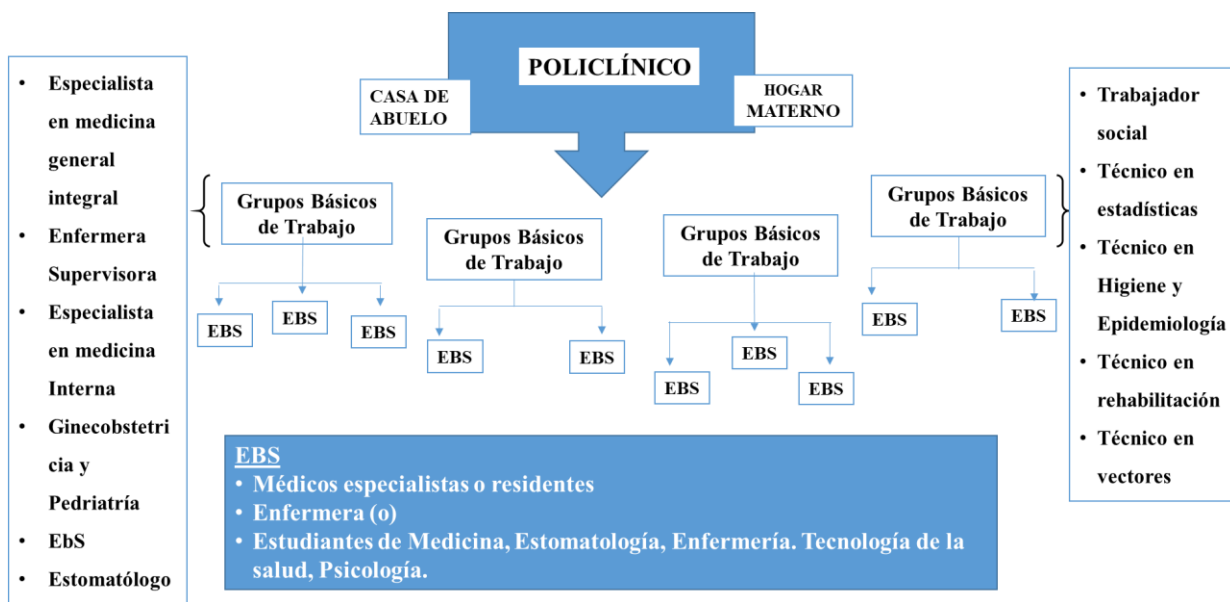 POLICLÍNICO
CASA DE
ABUELO
HOGAR
MATERNO
• Especialista
en medicina
general
integral
• Enfermera
Supervisora
• Especialista
en medicina
Interna
• Ginecobstetri
cia y
Pedriatría
• EbS
• Estomatólogo
Grupos Básicos
de Trabajo
EBS
EBS
EBS
Grupos Básicos
de Trabajo
EBS
EBS
Grupos Básicos
de Trabajo
EBS
EBS
EBS
Grupos Básicos
de Trabajo
EBS
EBS
• Trabajador
social
• Técnico en
estadísticas
• Técnico en
Higiene y
Epidemiología
• Técnico en
rehabilitación
• Técnico en
vectores
EBS
• Médicos especialistas o residentes
• Enfermera (o)
• Estudiantes de Medicina, Estomatología, Enfermería. Tecnología de la
salud, Psicología.